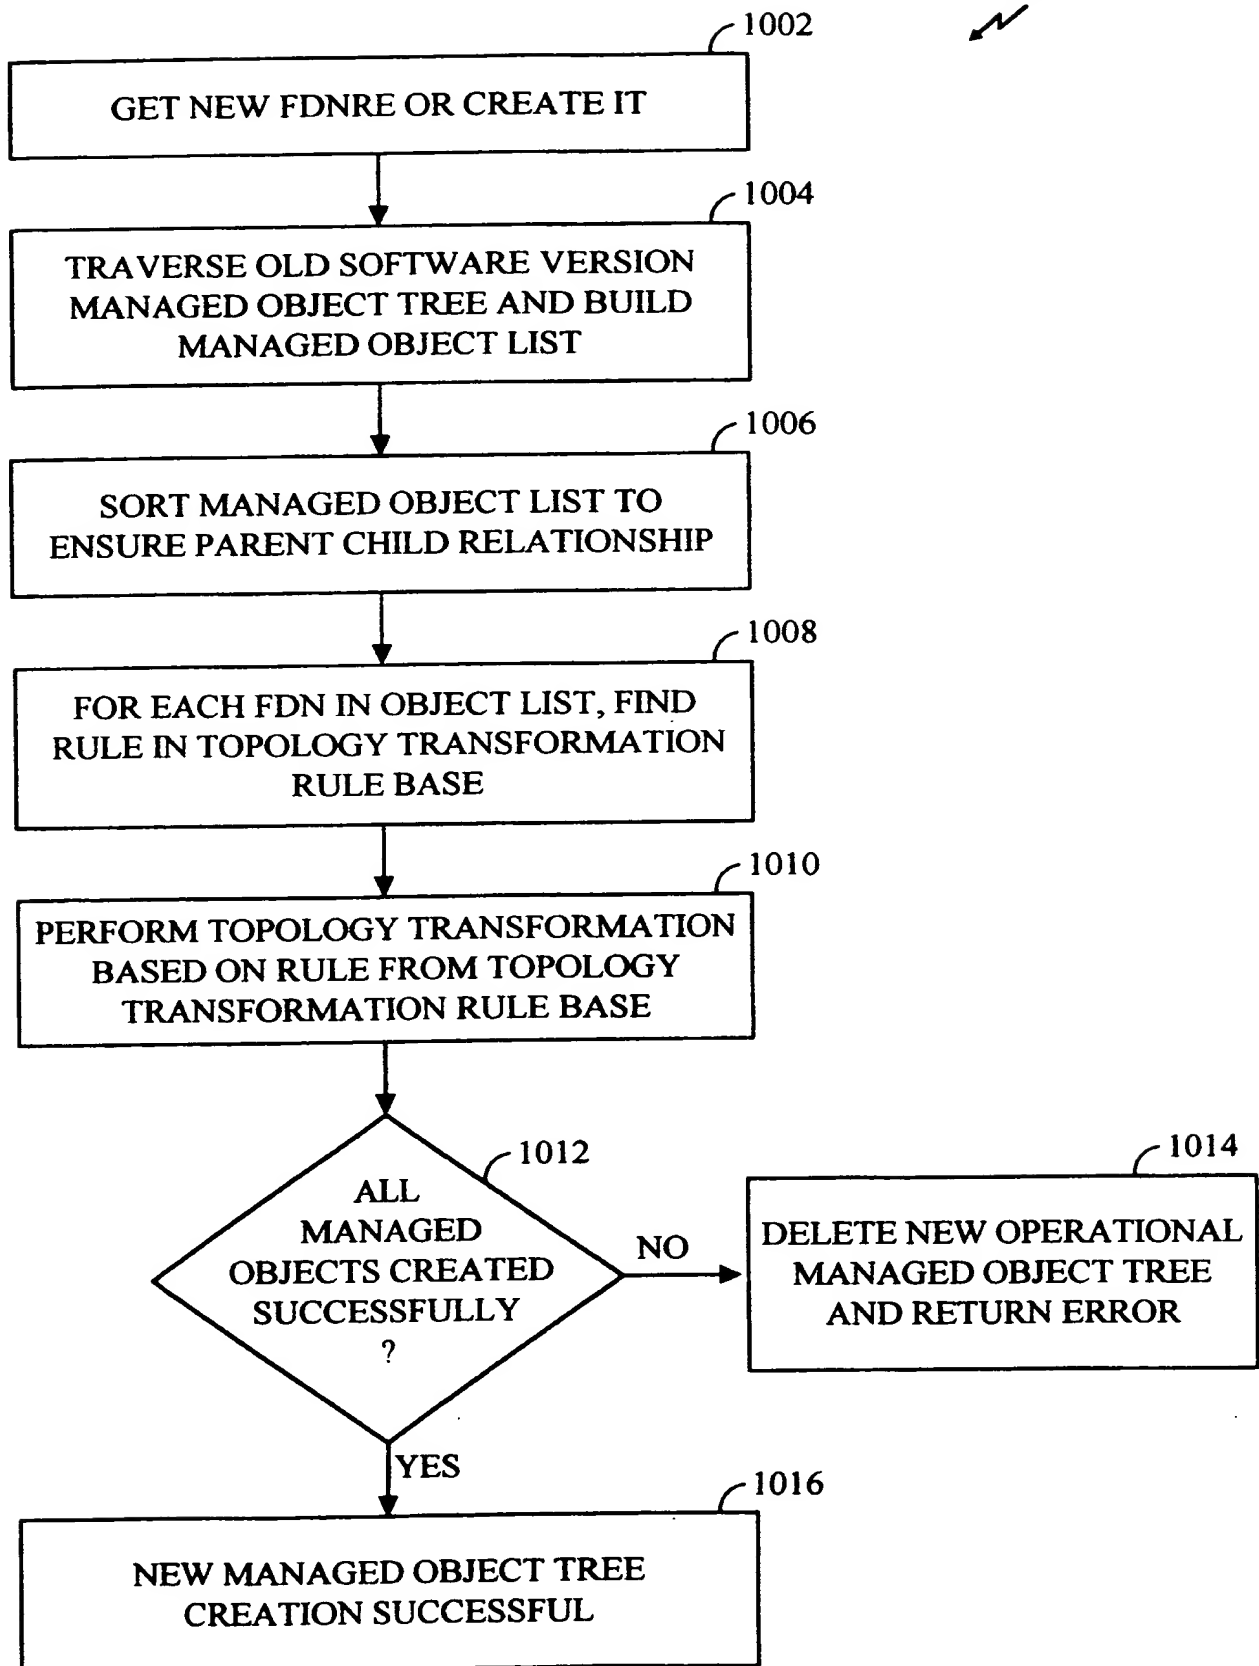 1002
GET NEW FDNRE OR CREATE IT
1004
TRAVERSE OLD SOFTWARE VERSION
MANAGED OBJECT TREE AND BUILD
MANAGED OBJECT LIST
1006
SORT MANAGED OBJECT LIST TO
ENSURE PARENT CHILD RELATIONSHIP
1008
FOR EACH FDN IN OBJECT LIST, FIND
RULE IN TOPOLOGY TRANSFORMATION
RULE BASE
1010
PERFORM TOPOLOGY TRANSFORMATION
BASED ON RULE FROM TOPOLOGY
TRANSFORMATION RULE BASE
1012
ALL
MANAGED
OBJECTS CREATED
SUCCESSFULLY
?
NO
1014
DELETE NEW OPERATIONAL
MANAGED OBJECT TREE
AND RETURN ERROR
YES
1016
NEW MANAGED OBJECT TREE
CREATION SUCCESSFUL